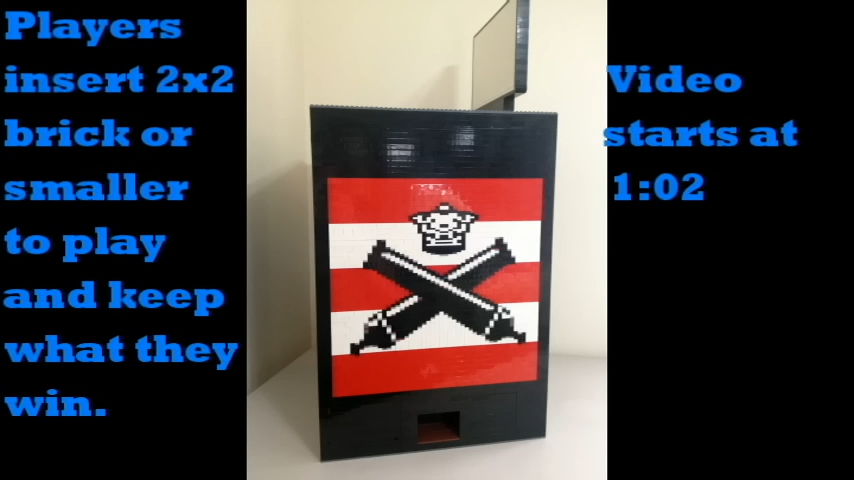 Players
insert 2x2
brick or
smaller
to play
and keep
what they
win.
Video
starts at
1:02